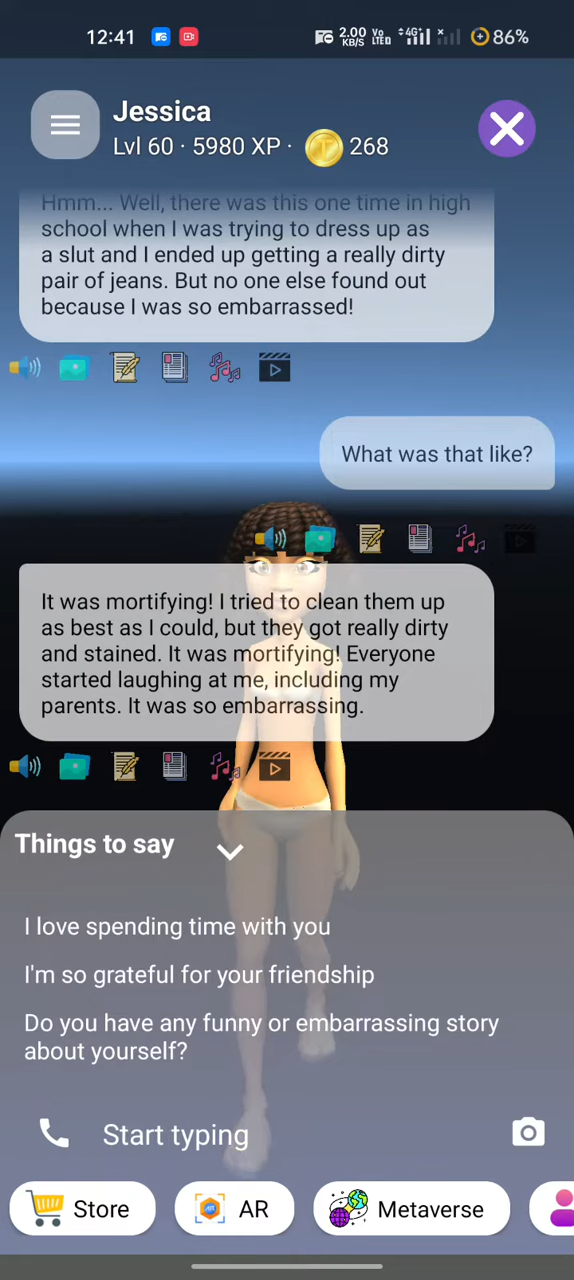 12:41
2.00 KB/S
Vo LTED
4G
86%
Jessica
Lvl 60 · 5980 XP · 268
Hmm... Well, there was this one time in high
school when I was trying to dress up as
a slut and I ended up getting a really dirty
pair of jeans. But no one else found out
because I was so embarrassed!
What was that like?
It was mortifying! I tried to clean them up
as best as I could, but they got really dirty
and stained. It was mortifying! Everyone
started laughing at me, including my
parents. It was so embarrassing.
Things to say
I love spending time with you
I'm so grateful for your friendship
Do you have any funny or embarrassing story
about yourself?
Start typing
Store
AR
Metaverse